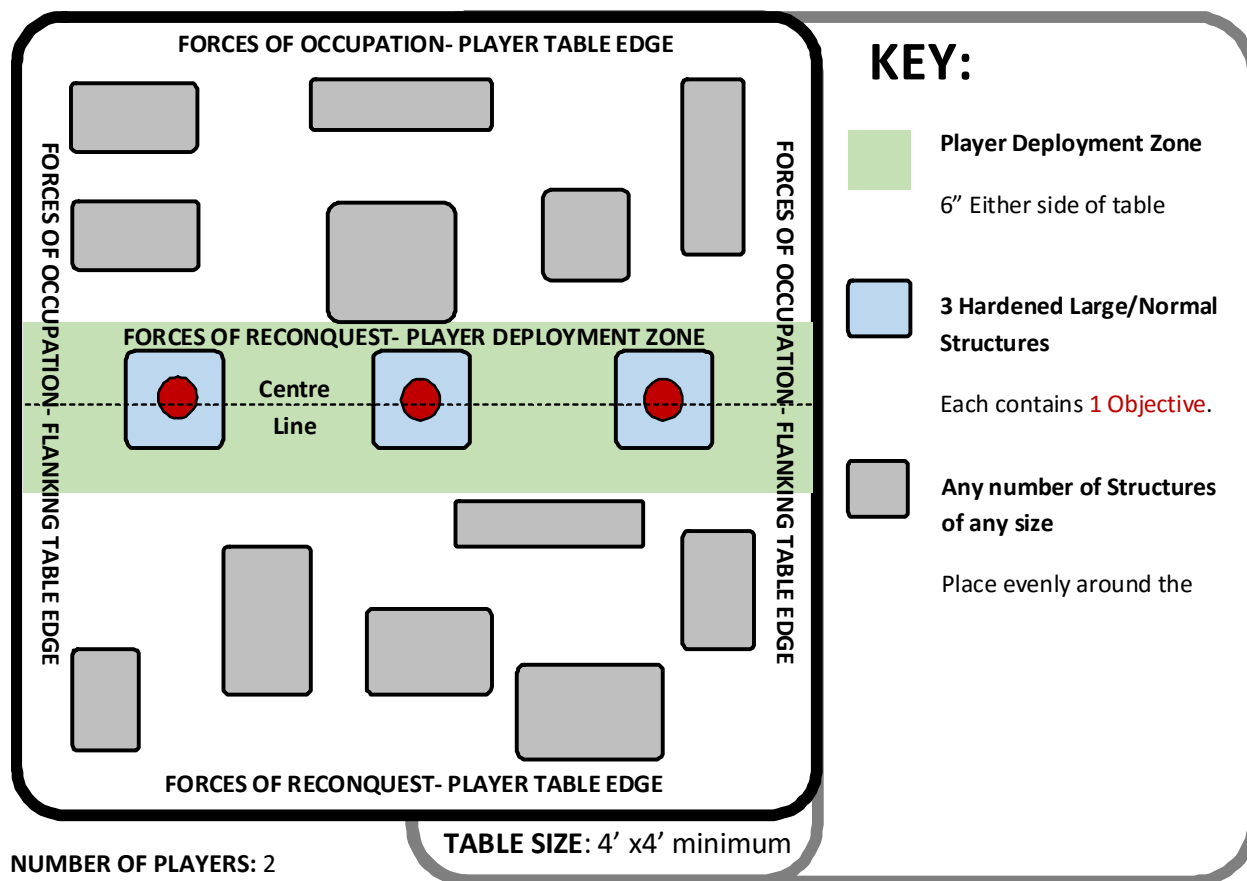 FORCES OF OCCUPATION- PLAYER TABLE EDGE
FORCES OF OCCUPATION- FLANKING TABLE EDGE
FORCES OF OCCUPATION- FLANKING TABLE EDGE
FORCES OF RECONQUEST- PLAYER DEPLOYMENT ZONE
Centre
Line
FORCES OF RECONQUEST- PLAYER TABLE EDGE
TABLE SIZE: 4’ x4’ minimum
NUMBER OF PLAYERS: 2
KEY:
Player Deployment Zone
6” Either side of table
3 Hardened Large/Normal
Structures
Each contains 1 Objective.
Any number of Structures
of any size
Place evenly around the